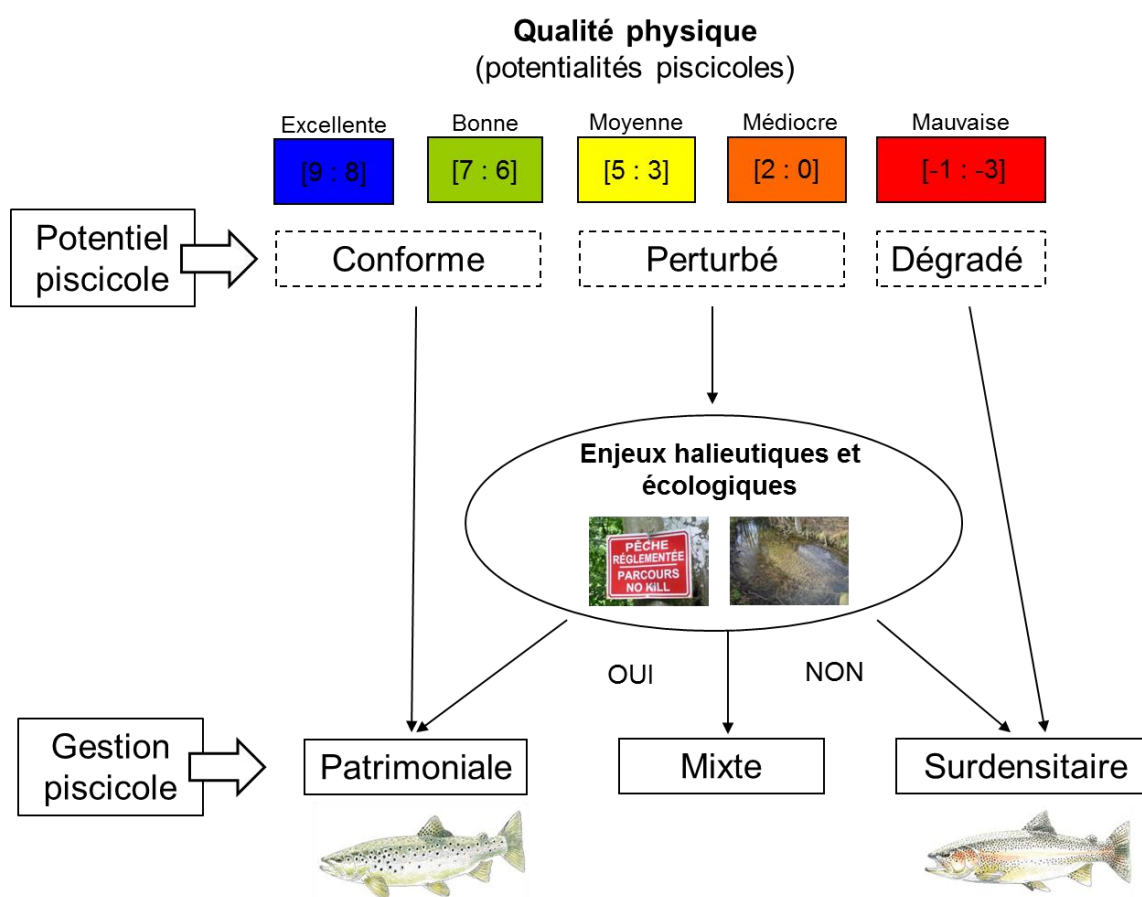 Qualité physique
(potentialités piscicoles)
Excellente
Bonne
Moyenne
Médiocre
Mauvaise
[9 : 8]
[7 : 6]
[5 : 3]
[2 : 0]
[-1 : -3]
Potentiel
piscicole
Conforme
Perturbé
Dégradé
Enjeux halieutiques et
écologiques
PÊCHE
RÉGLEMENTÉE
PARCOURS
NO KILL
OUI
NON
Gestion
piscicole
Patrimoniale
Mixte
Surdensitaire